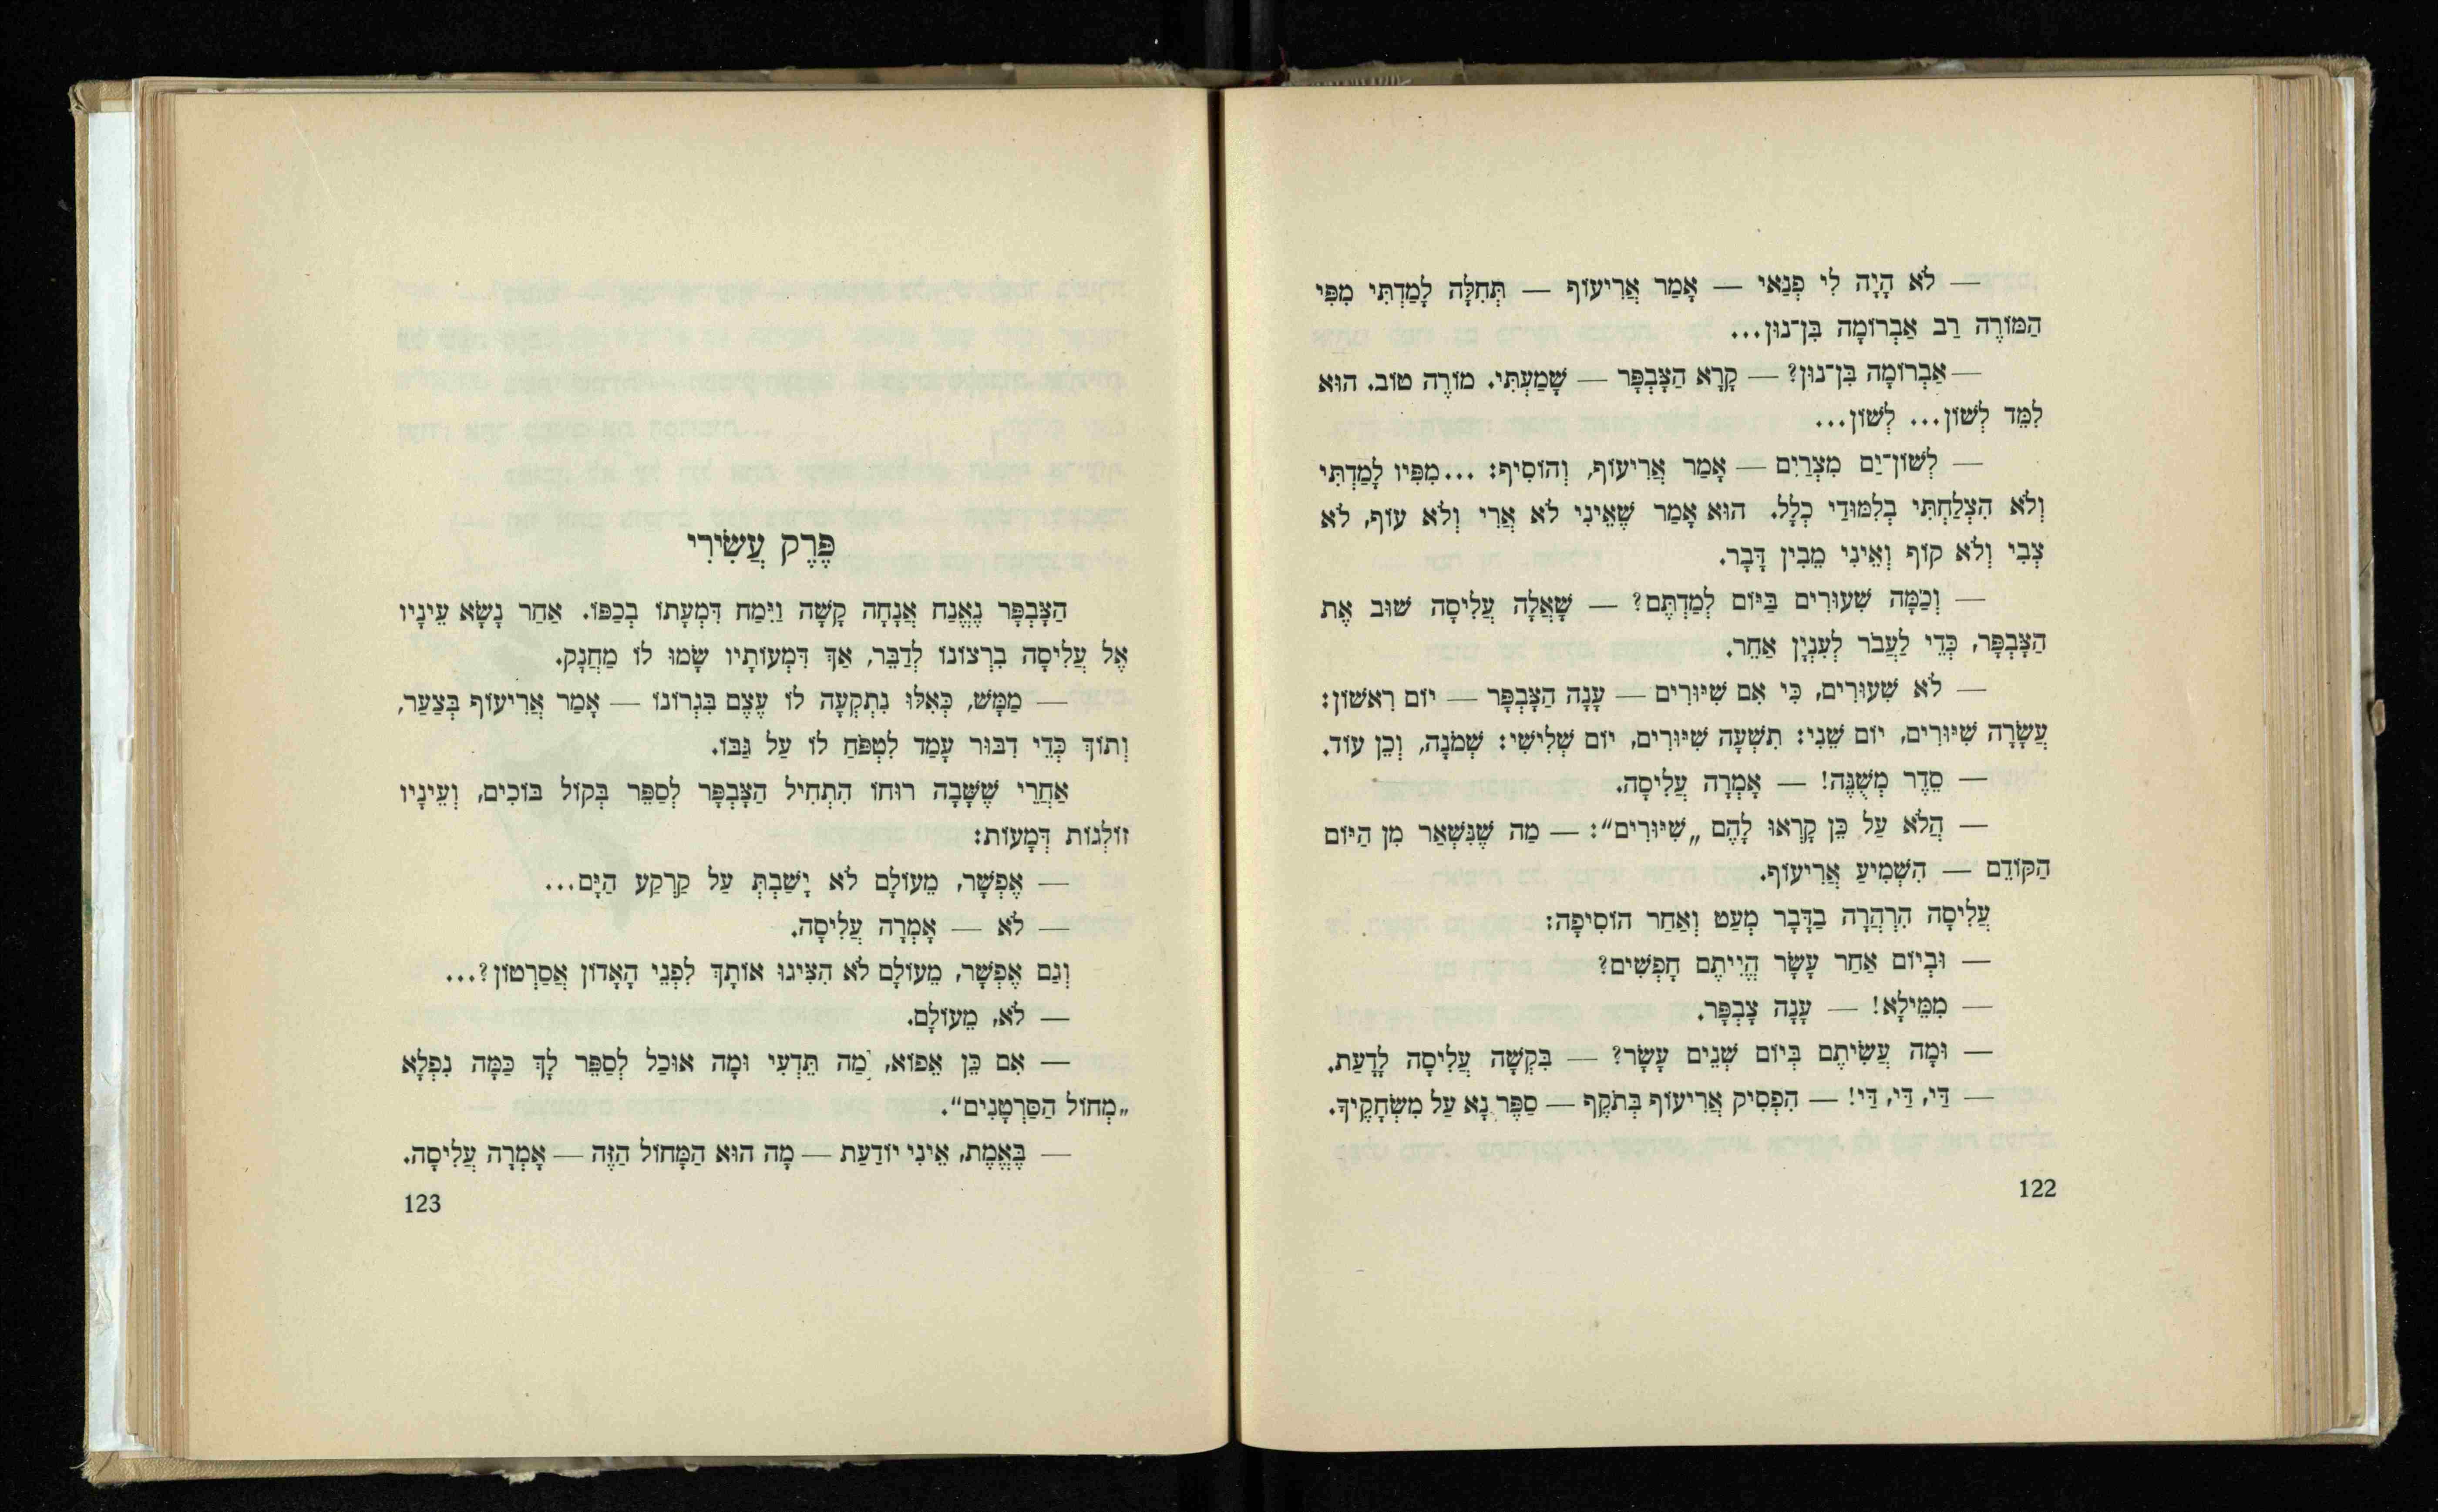 — לֹא הָיָה לִי פְנַאי — אָמַר אֲרִיעוֹף — תְּחִלָּה לָמַדְתִּי מִפִּי
הַמּוֹרֶה רַב אַבְרוּמָה בִּן־נוּן...
— אַבְרוּמָה בִּן־נוּן? — קָרָא הַצָּבְפָּר — שָׁמַעְתִּי. מוֹרֶה טוֹב. הוּא
לִמֵּד לְשׁוֹן... לְשׁוֹן...
— לְשׁוֹן־יַם מִצְרַיִם — אָמַר אֲרִיעוֹף, וְהוֹסִיף: ...מִפִּיו לָמַדְתִּי
וְלֹא הִצְלַחְתִּי בְלִמּוּדַי כְלָל. הוּא אָמַר שֶׁאֵינִי לֹא אֲרִי וְלֹא עוֹף, לֹא
צְבִי וְלֹא קוֹף וְאֵינִי מֵבִין דָּבָר.
— וְכַמָּה שִׁעוּרִים בַּיּוֹם לְמַדְתֶּם? — שָׁאֲלָה עֲלִיסָה שׁוּב אֶת
הַצָּבְפָּר, כְּדֵי לַעֲבֹר לְעִנְיָן אַחֵר.
— לֹא שִׁעוּרִים, כִּי אִם שִׁיּוּרִים — עָנָה הַצָּבְפָּר — יוֹם רִאשׁוֹן:
עֲשָׂרָה שִׁיּוּרִים, יוֹם שֵׁנִי: תִּשְׁעָה שִׁיּוּרִים, יוֹם שְׁלִישִׁי: שְׁמֹנָה, וְכֵן עוֹד.
— סֵדֶר מְשֻׁנֶּה! — אָמְרָה עֲלִיסָה.
— הֲלֹא עַל כֵּן קָרְאוּ לָהֶם „שִׁיּוּרִים“: — מַה שֶּׁנִּשְׁאַר מִן הַיּוֹם
הַקּוֹדֵם — הִשְׁמִיעַ אֲרִיעוֹף.
עֲלִיסָה הִרְהֲרָה בַּדָּבָר מְעַט וְאַחַר הוֹסִיפָה:
— וּבְיוֹם אַחַד עָשָׂר הֱיִיתֶם חָפְשִׁים?
— מִמֵּילָא! — עָנָה צָבְפָּר.
— וּמָה עֲשִׂיתֶם בְּיוֹם שְׁנֵים עָשָׂר? — בִּקְשָׁה עֲלִיסָה לָדַעַת.
— דַּי, דַּי, דַּי! — הִפְסִיק אֲרִיעוֹף בְּתֹקֶף — סַפֶּר נָא עַל מִשְׂחָקֶיךָ.
122
פֶּרֶק עֲשִׂירִי
הַצָּבְפָּר נֶאֱנַח אֲנָחָה קָשָׁה וַיִּמַח דִּמְעָתוֹ בְכַפּוֹ. אַחַר נָשָׂא עֵינָיו
אֶל עֲלִיסָה בִרְצוֹנוֹ לְדַבֵּר, אַךְ דִּמְעוֹתָיו שָׂמוּ לוֹ מַחֲנָק.
— מַמָּשׁ, כְּאִלּוּ נִתְקְעָה לוֹ עֶצֶם בִּגְרוֹנוֹ — אָמַר אֲרִיעוֹף בְּצַעַר,
וְתוֹךְ כְּדֵי דִבּוּר עָמַד לִטְפֹּחַ לוֹ עַל גַּבּוֹ.
אַחֲרֵי שֶׁשָּׁבָה רוּחוֹ הִתְחִיל הַצָּבְפָּר לְסַפֵּר בְּקוֹל בּוֹכִים, וְעֵינָיו
זוֹלְגוֹת דְּמָעוֹת:
— אֶפְשָׁר, מֵעוֹלָם לֹא יָשַׁבְתְּ עַל קַרְקַע הַיָּם...
— לֹא — אָמְרָה עֲלִיסָה.
וְגַם אֶפְשָׁר, מֵעוֹלָם לֹא הִצִּיגוּ אוֹתָךְ לִפְנֵי הָאָדוֹן אֲסַרְטוֹן?...
— לֹא, מֵעוֹלָם.
— אִם כֵּן אֵפוֹא, מַה תֵּדְעִי וּמָה אוּכַל לְסַפֵּר לָךְ כַּמָּה נִפְלָא
„מְחוֹל הַסַּרְטָנִים“.
— בֶּאֱמֶת, אֵינִי יוֹדַעַת — מָה הוּא הַמָּחוֹל הַזֶּה — אָמְרָה עֲלִיסָה.
123